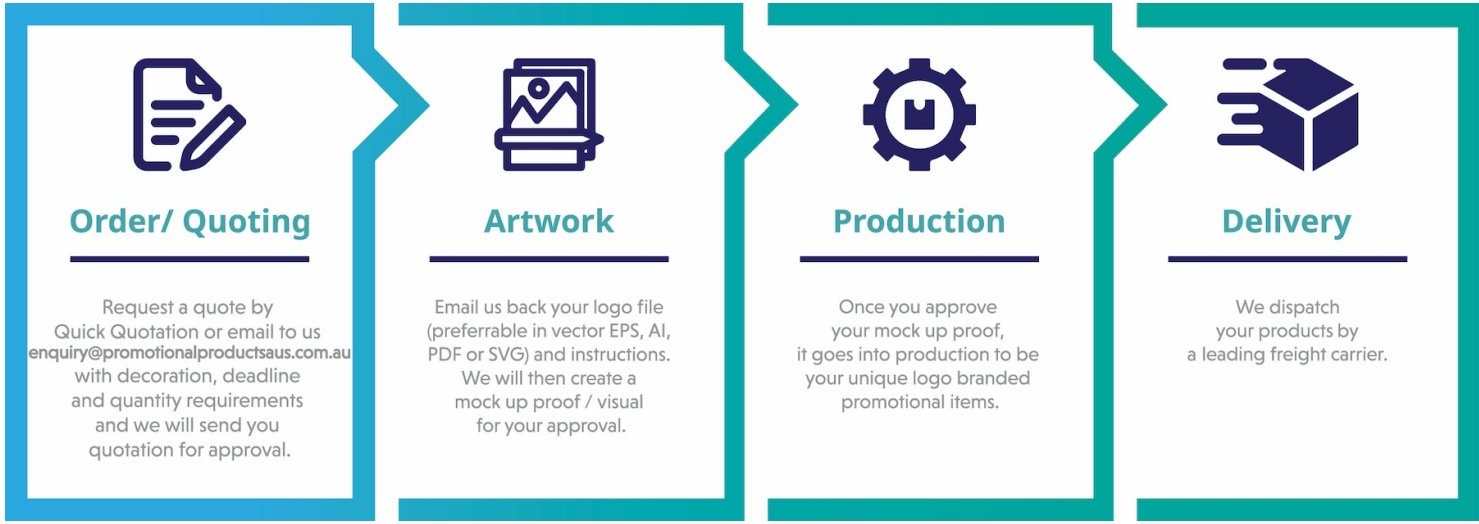 Order/ Quoting
Request a quote by
Quick Quotation or email to us
enquiry@promotionalproductsaus.com.au
with decoration, deadline
and quantity requirements
and we will send you
quotation for approval.
Artwork
Email us back your logo file
(preferrable in vector EPS, AI,
PDF or SVG) and instructions.
We will then create a
mock up proof / visual
for your approval.
Production
Once you approve
your mock up proof,
it goes into production to be
your unique logo branded
promotional items.
Delivery
We dispatch
your products by
a leading freight carrier.